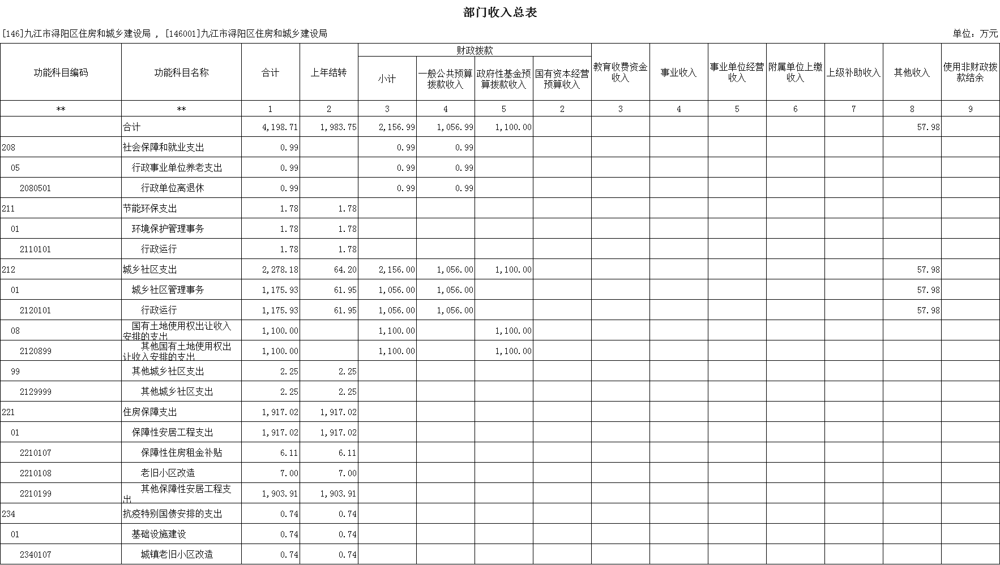 部门收入总表
[146]九江市浔阳区住房和城乡建设局 , [146001]九江市浔阳区住房和城乡建设局 单位：万元
功能科目编码 功能科目名称 合计 上年结转 财政拨款 教育收费资金收入 事业收入 事业单位经营收入 附属单位上缴收入 上级补助收入 其他收入 使用非财政拨款结余
小计 一般公共预算拨款收入 政府性基金预算拨款收入 国有资本经营预算收入
** ** 1 2 3 4 5 2 3 4 5 6 7 8 9
合计 4,198.71 1,983.75 2,156.99 1,056.99 1,100.00 57.98
208 社会保障和就业支出 0.99 0.99 0.99
05 行政事业单位养老支出 0.99 0.99 0.99
2080501 行政单位离退休 0.99 0.99 0.99
211 节能环保支出 1.78 1.78
01 环境保护管理事务 1.78 1.78
2110101 行政运行 1.78 1.78
212 城乡社区支出 2,278.18 64.20 2,156.00 1,056.00 1,100.00 57.98
01 城乡社区管理事务 1,175.93 61.95 1,056.00 1,056.00 57.98
2120101 行政运行 1,175.93 61.95 1,056.00 1,056.00 57.98
08 国有土地使用权出让收入安排的支出 1,100.00 1,100.00 1,100.00
2120899 其他国有土地使用权出让收入安排的支出 1,100.00 1,100.00 1,100.00
99 其他城乡社区支出 2.25 2.25
2129999 其他城乡社区支出 2.25 2.25
221 住房保障支出 1,917.02 1,917.02
01 保障性安居工程支出 1,917.02 1,917.02
2210107 保障性住房租金补贴 6.11 6.11
2210108 老旧小区改造 7.00 7.00
2210199 其他保障性安居工程支出 1,903.91 1,903.91
234 抗疫特别国债安排的支出 0.74 0.74
01 基础设施建设 0.74 0.74
2340107 城镇老旧小区改造 0.74 0.74